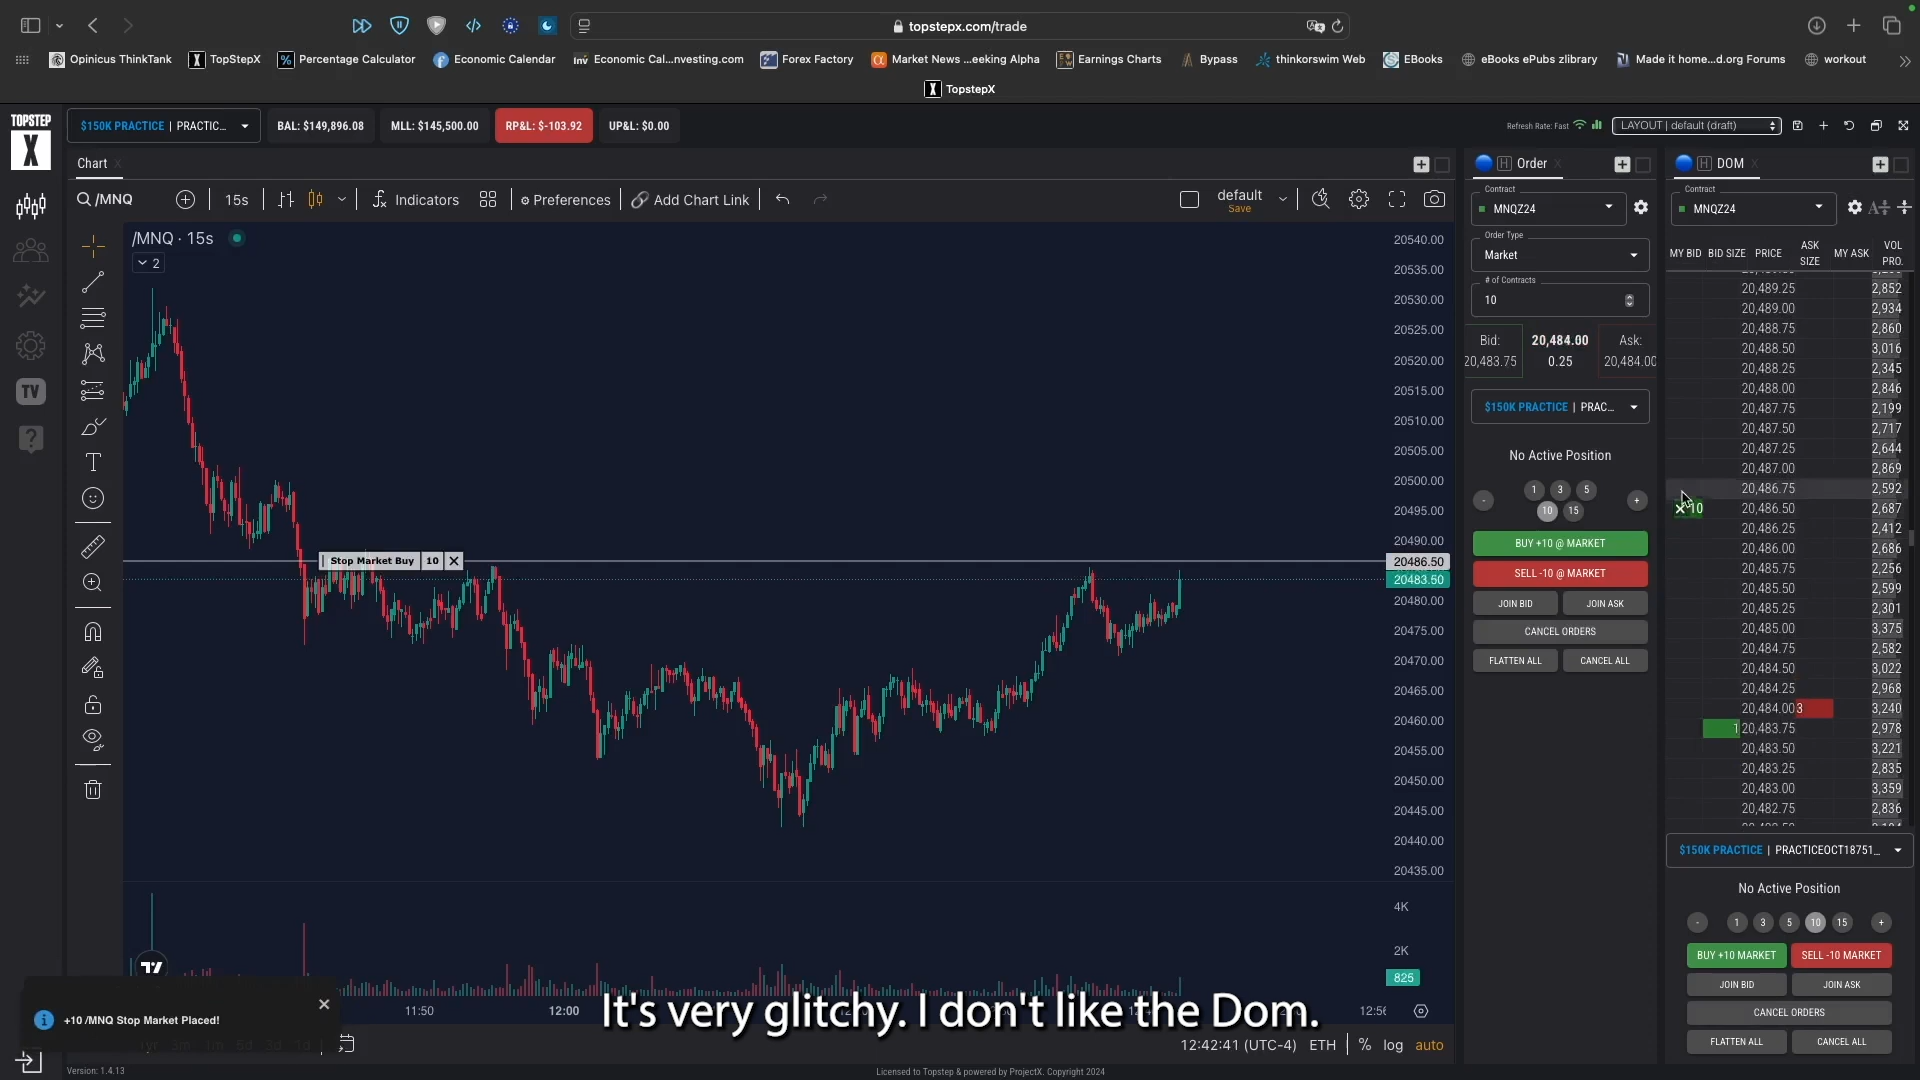 topstepx.com/trade
Opinicus ThinkTank
TopStepX
Percentage Calculator
Economic Calendar
Inv Economic Cal...nvesting.com
Forex Factory
Market News ...eeking Alpha
Earnings Charts
Bypass
thinkorswim Web
EBooks
eBooks ePubs zlibrary
Made it home...d.org Forums
workout
X TopstepX
TOPSTEP
X
$150K PRACTICE | PRACTIC...
BAL: $149,896.08
MLL: $145,500.00
RP&L: $-103.92
UP&L: $0.00
Refresh Rate: Fast
LAYOUT | default (draft)
Chart X
H Order X
H DOM X
/MNQ
15s
Indicators
Preferences
Add Chart Link
default
Save
/MNQ · 15s
2
TV
20540.00
20535.00
20530.00
20525.00
20520.00
20515.00
20510.00
20505.00
20500.00
20495.00
20490.00
20486.50
20483.50
20480.00
20475.00
20470.00
20465.00
20460.00
20455.00
20450.00
20445.00
20440.00
20435.00
4K
2K
825
Stop Market Buy 10 X
11:50
12:00
12:56
+10 /MNQ Stop Market Placed!
It's very glitchy. I don't like the Dom.
12:42:41 (UTC-4) ETH % log auto
Contract
MNQZ24
Order Type
Market
# of Contracts
10
Bid: 20,484.00 Ask:
20,483.75 0.25 20,484.00
$150K PRACTICE | PRAC...
No Active Position
- 1 3 5 +
10 15
BUY +10 @ MARKET
SELL -10 @ MARKET
JOIN BID JOIN ASK
CANCEL ORDERS
FLATTEN ALL CANCEL ALL
Contract
MNQZ24
MY BID BID SIZE PRICE ASK SIZE MY ASK VOL PRO.
20,489.25 2,852
20,489.00 2,934
20,488.75 2,860
20,488.50 3,016
20,488.25 2,345
20,488.00 2,846
20,487.75 2,199
20,487.50 2,717
20,487.25 2,644
20,487.00 2,869
20,486.75 2,592
X 10 20,486.50 2,687
20,486.25 2,412
20,486.00 2,686
20,485.75 2,256
20,485.50 2,599
20,485.25 2,301
20,485.00 3,375
20,484.75 2,582
20,484.50 3,022
20,484.25 2,968
20,484.00 3 3,240
1 20,483.75 2,978
20,483.50 3,221
20,483.25 2,835
20,483.00 3,359
20,482.75 2,836
$150K PRACTICE | PRACTICEOCT18751_
No Active Position
- 1 3 5 10 15 +
BUY +10 MARKET SELL -10 MARKET
JOIN BID JOIN ASK
CANCEL ORDERS
FLATTEN ALL CANCEL ALL
Version: 1.4.13
Licensed to Topstep & powered by ProjectX. Copyright 2024